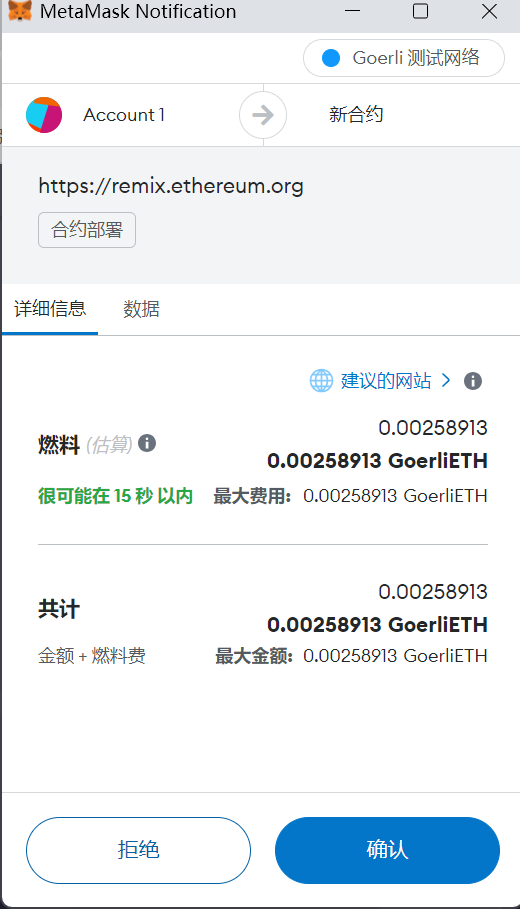 MetaMask Notification
Goerli 测试网络
Account 1
新合约
https://remix.ethereum.org
合约部署
详细信息 数据
建议的网站
0.00258913
燃料 (估算) 0.00258913 GoerliETH
很可能在 15 秒 以内 最大费用: 0.00258913 GoerliETH
0.00258913
共计 0.00258913 GoerliETH
金额 + 燃料费 最大金额: 0.00258913 GoerliETH
拒绝 确认